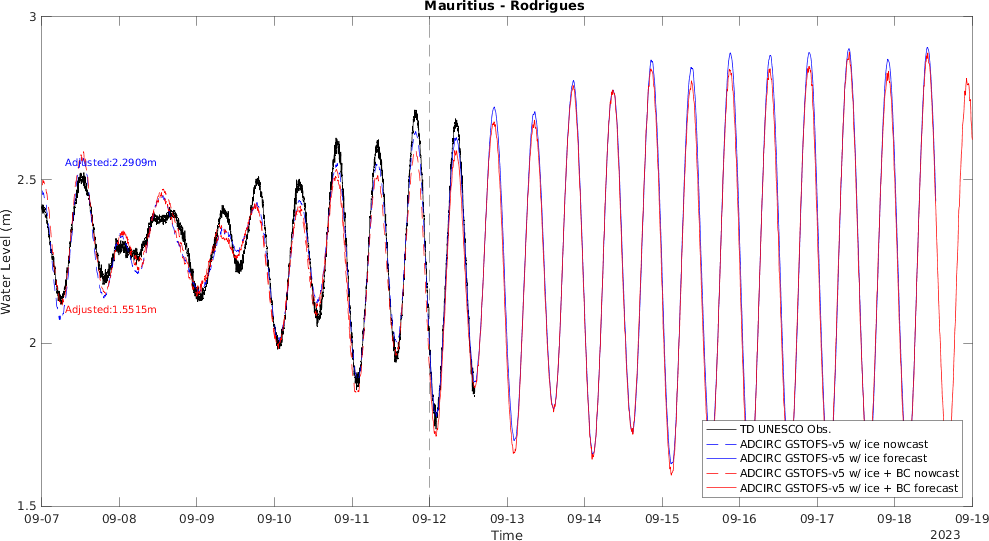 Mauritius - Rodrigues
Water Level (m)
3
2.5
2
1.5
Adjusted:2.2909m
Adjusted:1.5515m
TD UNESCO Obs.
ADCIRC GSTOFS-v5 w/ ice nowcast
ADCIRC GSTOFS-v5 w/ ice forecast
ADCIRC GSTOFS-v5 w/ ice + BC nowcast
ADCIRC GSTOFS-v5 w/ ice + BC forecast
09-07 09-08 09-09 09-10 09-11 09-12 09-13 09-14 09-15 09-16 09-17 09-18 09-19
Time
2023